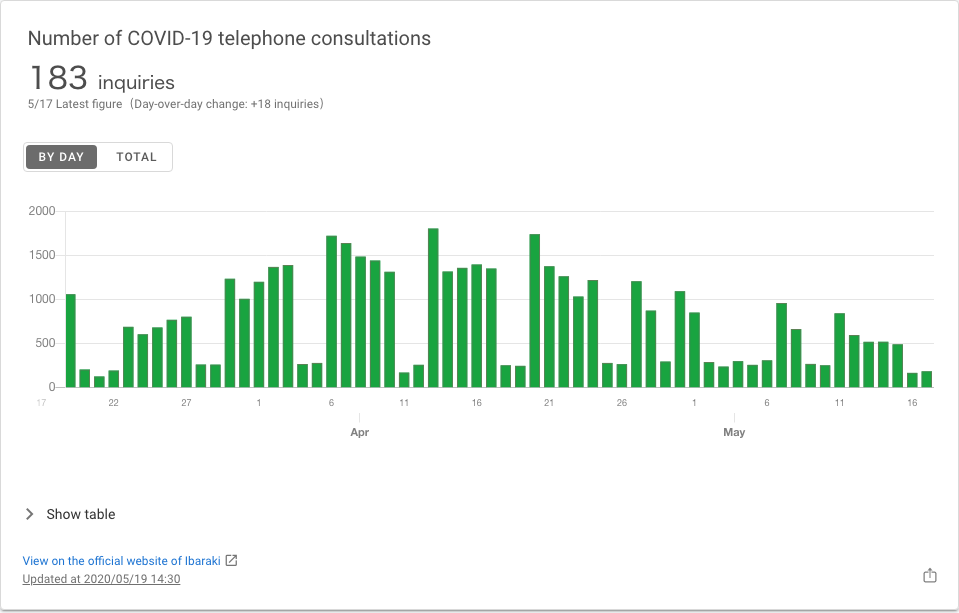 Number of COVID-19 telephone consultations
183 inquiries
5/17 Latest figure（Day-over-day change: +18 inquiries）
BY DAY TOTAL
2000
1500
1000
500
0
17 22 27 1 6 11 16 21 26 1 6 11 16
Apr May
Show table
View on the official website of Ibaraki
Updated at 2020/05/19 14:30